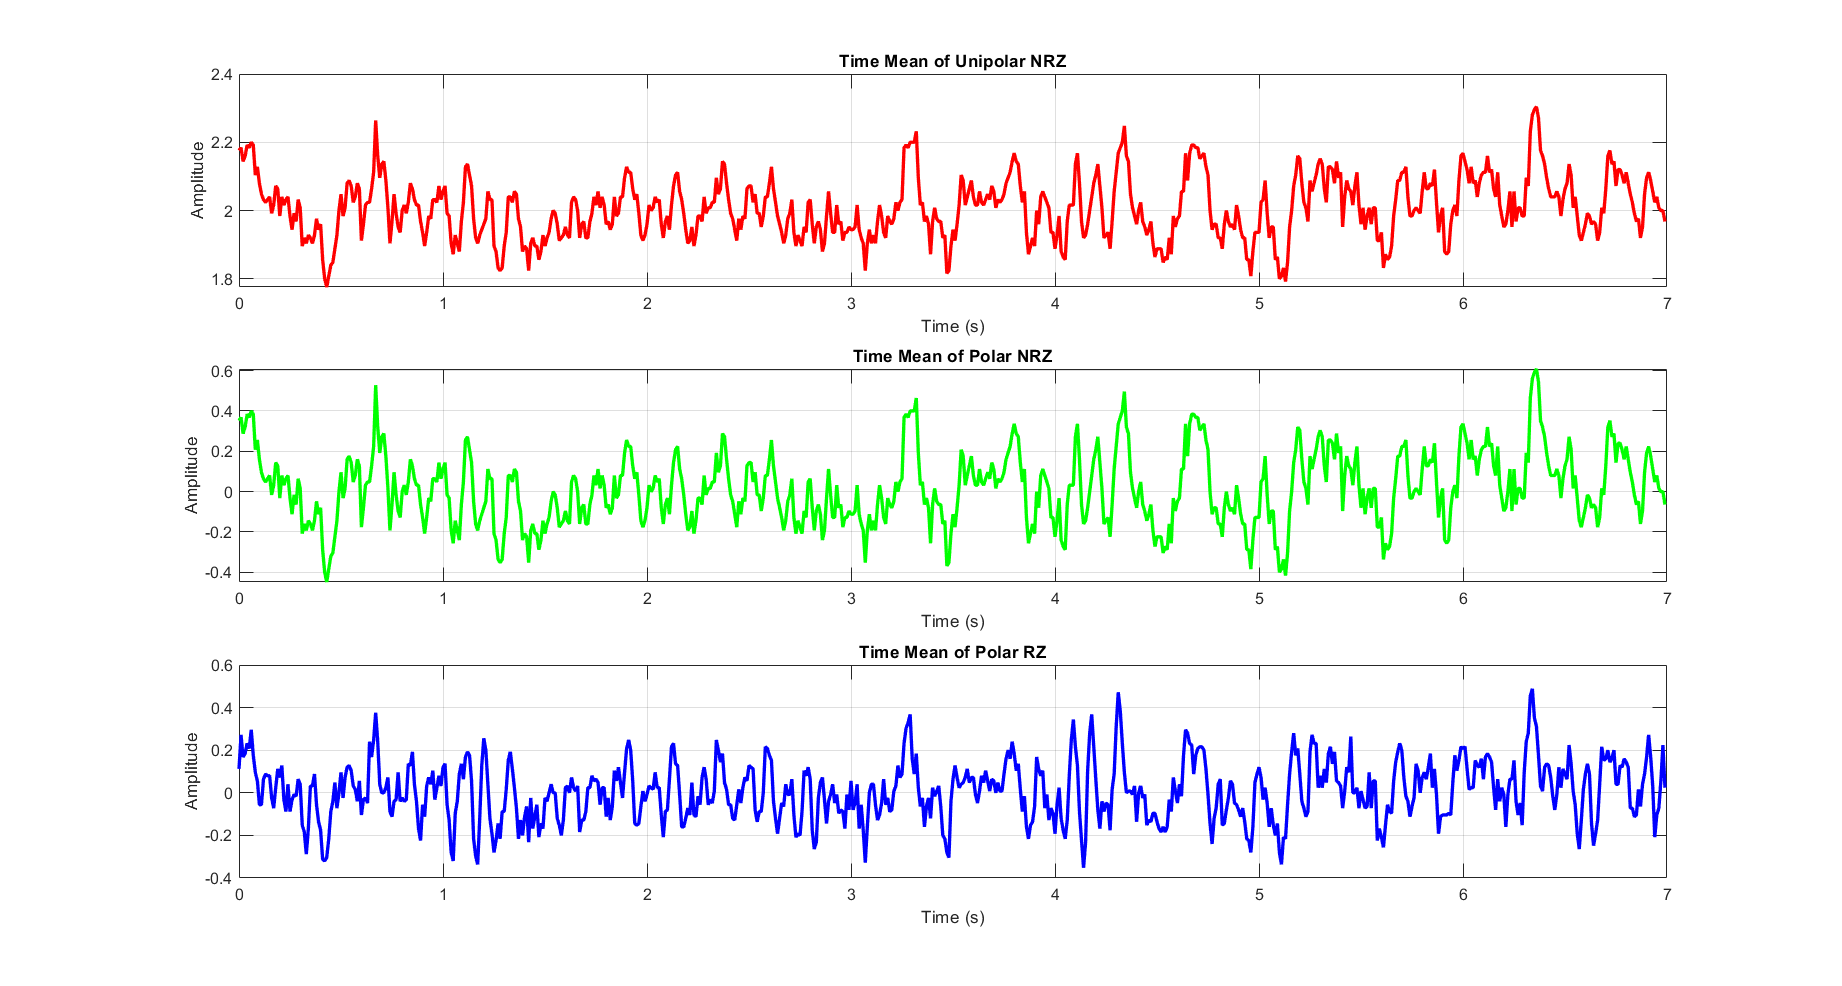 Time Mean of Unipolar NRZ
2.4
2.2
2
1.8
Amplitude
0 1 2 3 4 5 6 7
Time (s)
Time Mean of Polar NRZ
0.6
0.4
0.2
0
-0.2
-0.4
Amplitude
0 1 2 3 4 5 6 7
Time (s)
Time Mean of Polar RZ
0.6
0.4
0.2
0
-0.2
-0.4
Amplitude
0 1 2 3 4 5 6 7
Time (s)